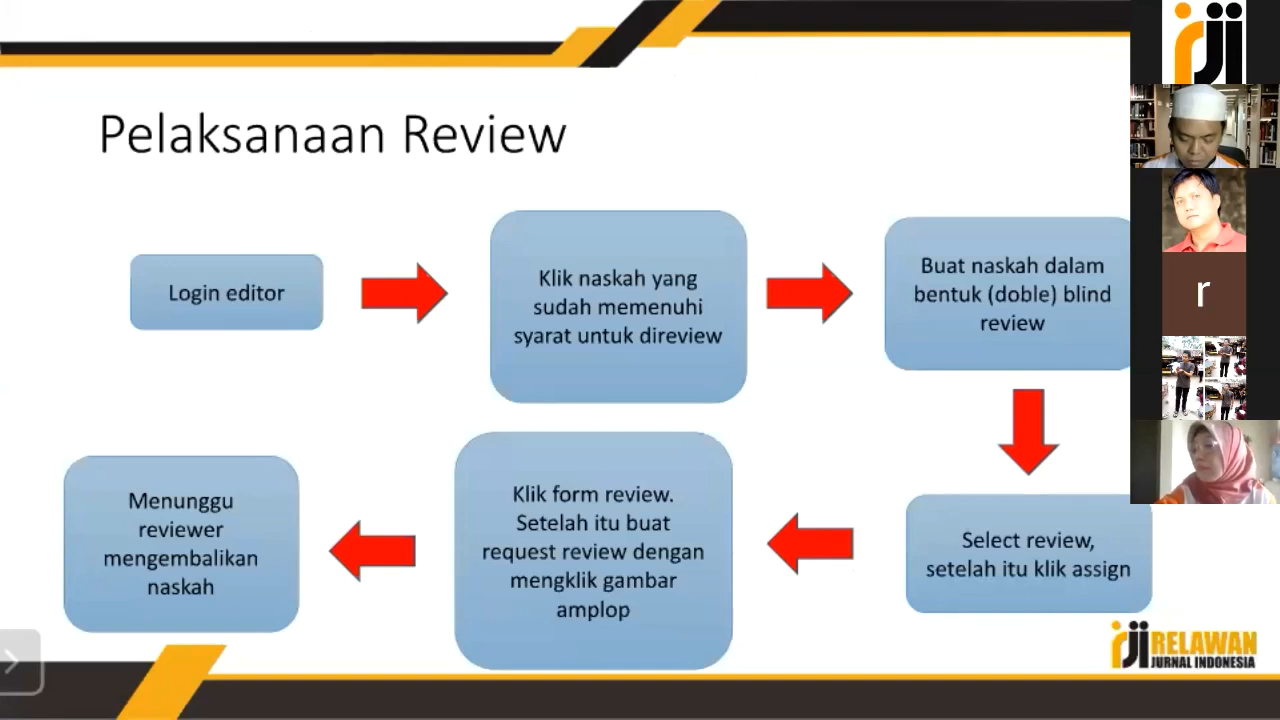 rji
Pelaksanaan Review
Login editor
Klik naskah yang
sudah memenuhi
syarat untuk direview
Buat naskah dalam
bentuk (doble) blind
review
r
Select review,
setelah itu klik assign
Klik form review.
Setelah itu buat
request review dengan
mengklik gambar
amplop
Menunggu
reviewer
mengembalikan
naskah
rji RELAWAN
JURNAL INDONESIA